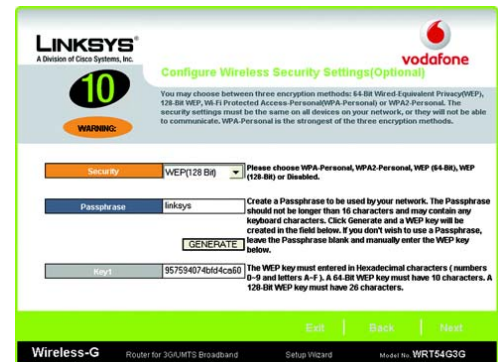 LINKSYS®
A Division of Cisco Systems, Inc.
vodafone
10
WARNING:
Configure Wireless Security Settings(Optional)
You may choose between three encryption methods: 64-Bit Wired-Equivalent Privacy(WEP),
128-Bit WEP, Wi-Fi Protected Access-Personal(WPA-Personal) or WPA2-Personal. The
security settings must be the same on all devices on your network, or they will not be able
to communicate. WPA-Personal is the strongest of the three encryption methods.
Security
WEP(128 Bit)
Please choose WPA-Personal, WPA2-Personal, WEP (64-Bit), WEP
(128-Bit) or Disabled.
Passphrase
linksys
Create a Passphrase to be used by your network. The Passphrase
should not be longer than 16 characters and may contain any
keyboard characters. Click Generate and a WEP key will be
created in the field below. If you don't wish to use a Passphrase,
leave the Passphrase blank and manually enter the WEP key
below.
GENERATE
Key1
957594074bfd4ca60
The WEP key must entered in Hexadecimal characters ( numbers
0~9 and letters A~F ). A 64-Bit WEP key must have 10 characters. A
128-Bit WEP key must have 26 characters.
Exit
Back
Next
Wireless-G
Router for 3G/UMTS Broadband
Setup Wizard
Model No. WRT54G3G